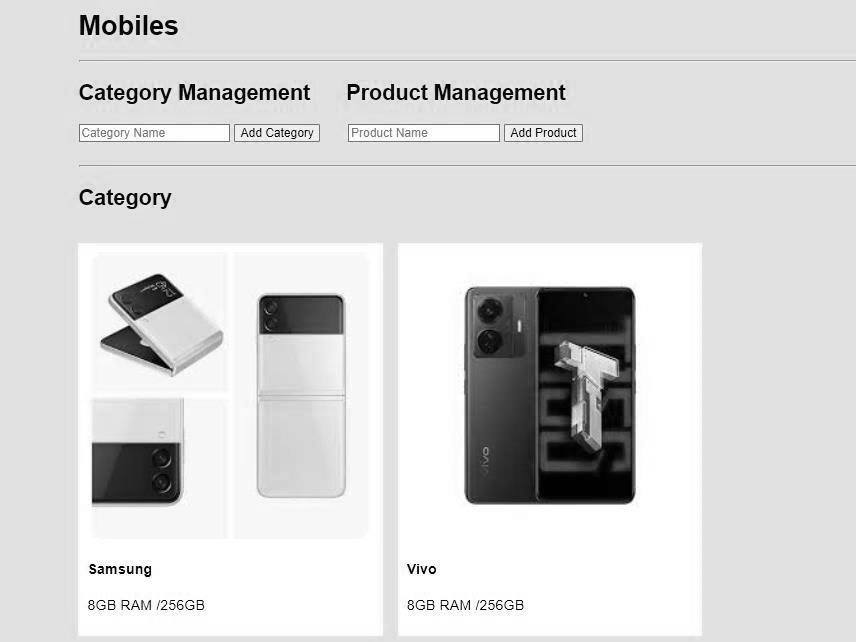 Mobiles
Category Management
Product Management
Category Name
Add Category
Product Name
Add Product
Category
vivo
Samsung
Vivo
8GB RAM /256GB
8GB RAM /256GB